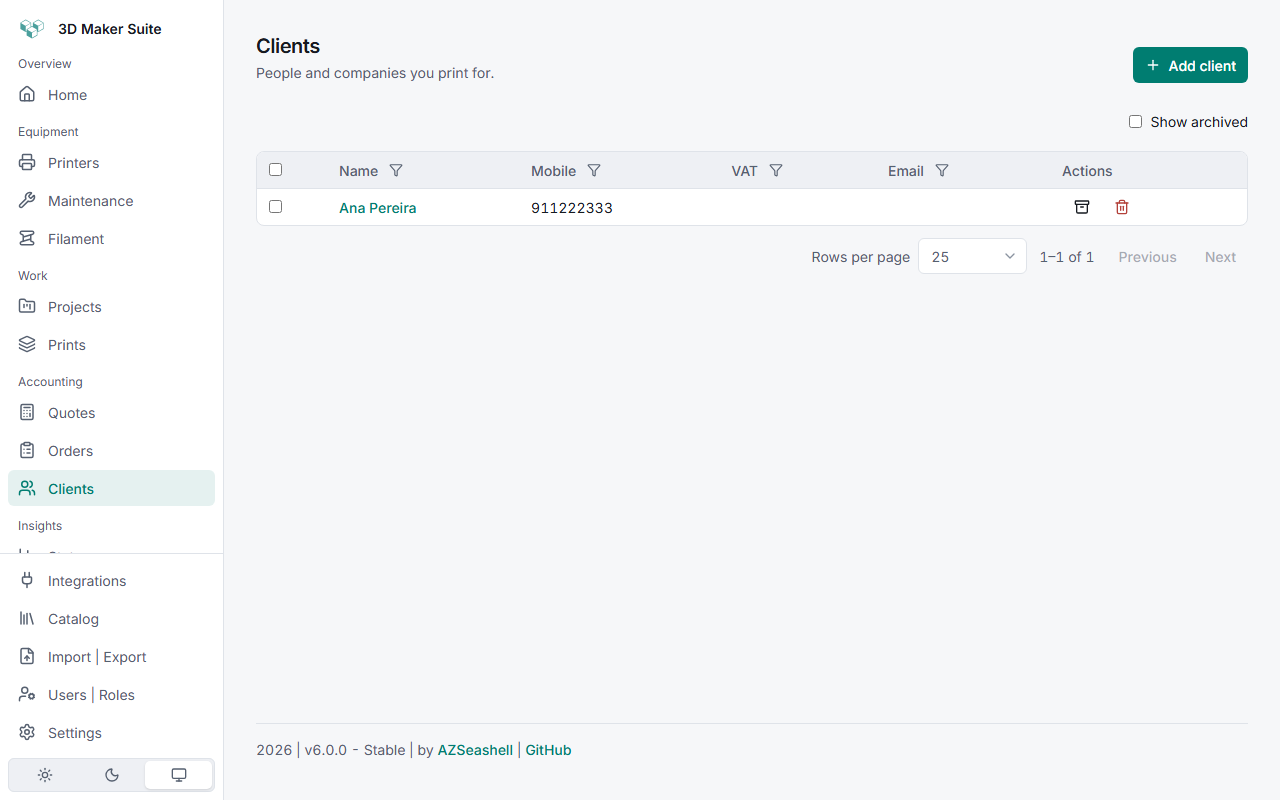 3D Maker Suite
Overview
Home
Equipment
Printers
Maintenance
Filament
Work
Projects
Prints
Accounting
Quotes
Orders
Clients
Insights
Integrations
Catalog
Import | Export
Users | Roles
Settings
Clients
People and companies you print for.
Add client
Show archived
Name Mobile VAT Email Actions
Ana Pereira 911222333
Rows per page 25 1–1 of 1 Previous Next
2026 | v6.0.0 - Stable | by AZSeashell | GitHub